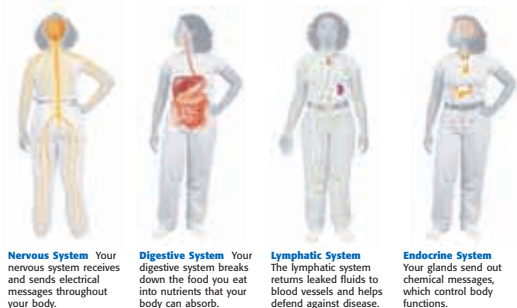 Nervous System Your
nervous system receives
and sends electrical
messages throughout
your body.
Digestive System Your
digestive system breaks
down the food you eat
into nutrients that your
body can absorb.
Lymphatic System
The lymphatic system
returns leaked fluids to
blood vessels and helps
defend against disease.
Endocrine System
Your glands send out
chemical messages,
which control body
functions.